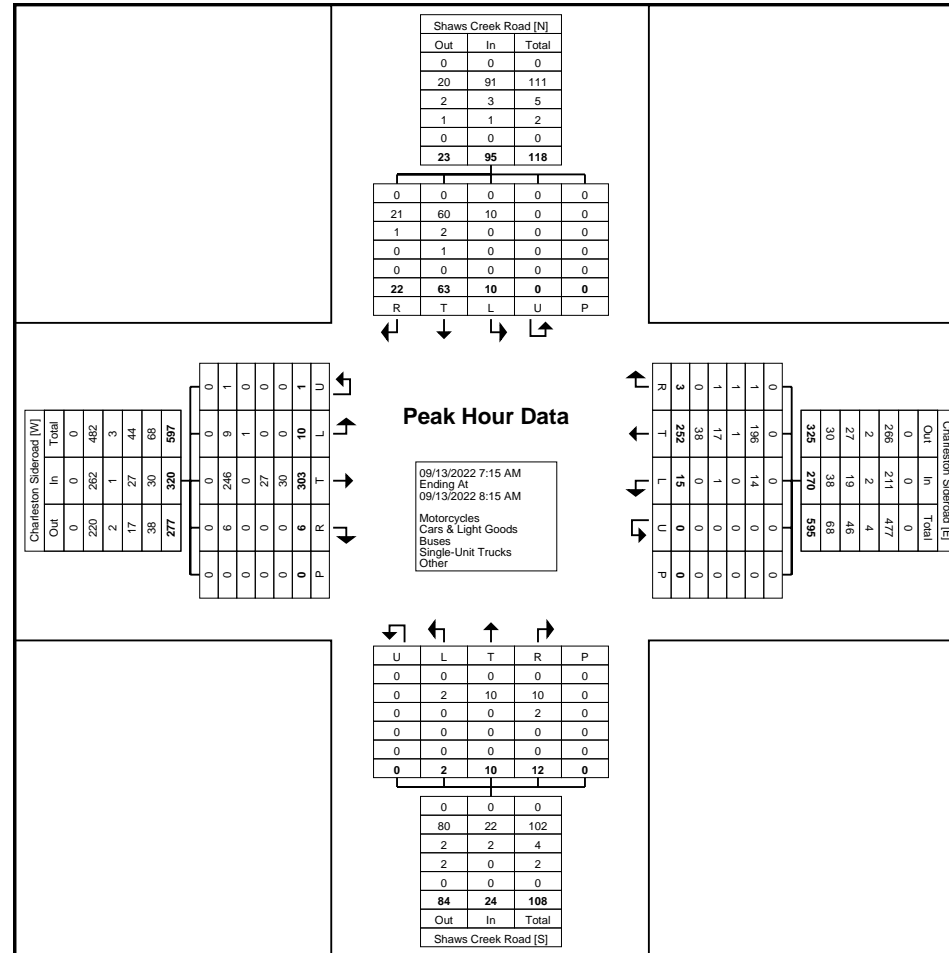 Shaws Creek Road [N]
Out In Total
0 0 0
20 91 111
2 3 5
1 1 2
0 0 0
23 95 118
0 0 0 0 0
21 60 10 0 0
1 2 0 0 0
0 1 0 0 0
0 0 0 0 0
22 63 10 0 0
R T L U P
Charleston Sideroad [W]
Out In Total
0 0 0
220 262 482
2 1 3
17 27 44
38 30 68
277 320 597
0 0 0 0 0
1 9 246 6 0
0 1 0 0 0
0 0 27 0 0
0 0 30 0 0
1 10 303 6 0
U L T R P
Peak Hour Data
09/13/2022 7:15 AM
Ending At
09/13/2022 8:15 AM
Motorcycles
Cars & Light Goods
Buses
Single-Unit Trucks
Other
R T L U P
3 252 15 0 0
0 38 0 0 0
1 17 1 0 0
1 1 0 0 0
1 196 14 0 0
0 0 0 0 0
Charleston Sideroad [E]
Out In Total
0 0 0
266 211 477
2 2 4
27 19 46
30 38 68
325 270 595
U L T R P
0 0 0 0 0
0 2 10 10 0
0 0 0 2 0
0 0 0 0 0
0 0 0 0 0
0 2 10 12 0
0 0 0
80 22 102
2 2 4
2 0 2
0 0 0
84 24 108
Out In Total
Shaws Creek Road [S]